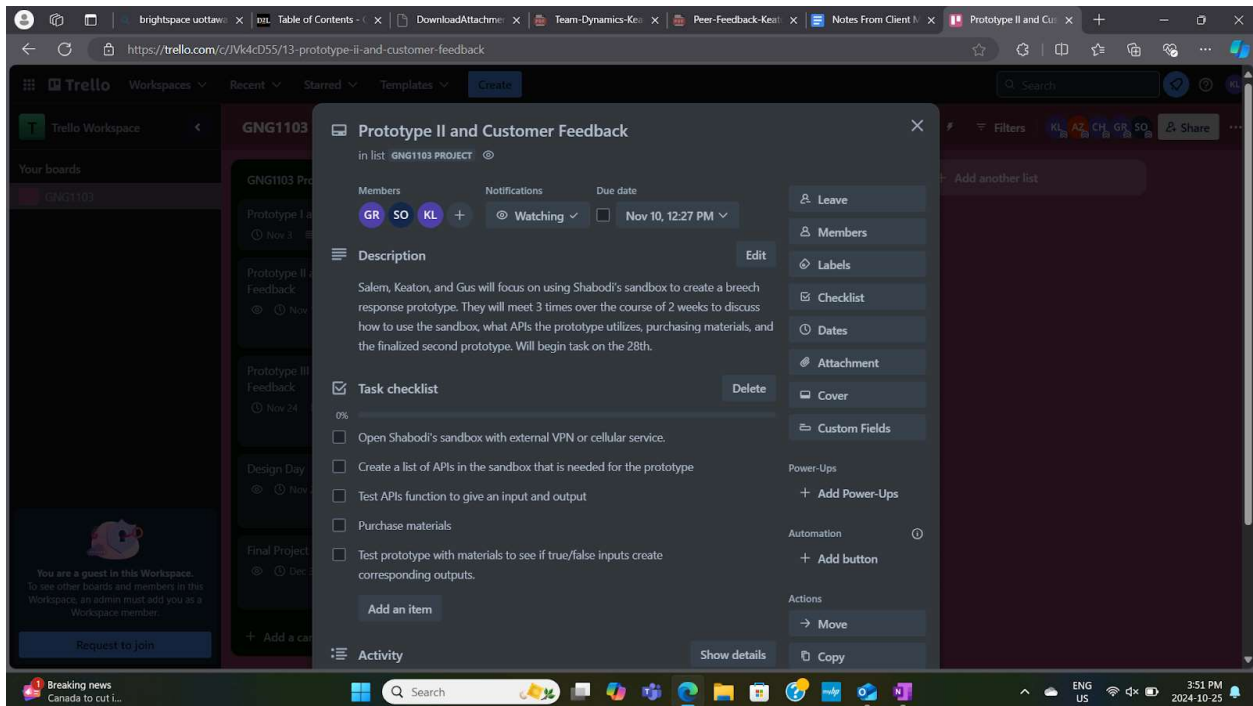 brightspace uottawa
Table of Contents - (
DownloadAttachme
Team-Dynamics-Kea
Peer-Feedback-Keat
Notes From Client M
Prototype II and Cus
https://trello.com/c/JVk4cD55/13-prototype-ii-and-customer-feedback
Trello
Workspaces
Recent
Starred
Templates
Create
Search
KL
T
Trello Workspace
GNG1103
Filters
KL AZ CH GR SO
Share
Your boards
GNG1103
GNG1103 Pro
Prototype I a
Nov 3
Prototype II a
Feedback
Nov
Prototype III
Feedback
Nov 24
Design Day
Nov
Final Project
Dec
+ Add a car
+ Add another list
Prototype II and Customer Feedback
in list GNG1103 PROJECT
Members
Notifications
Due date
GR SO KL +
Watching
Nov 10, 12:27 PM
Description
Edit
Salem, Keaton, and Gus will focus on using Shabodi's sandbox to create a breech
response prototype. They will meet 3 times over the course of 2 weeks to discuss
how to use the sandbox, what APIs the prototype utilizes, purchasing materials, and
the finalized second prototype. Will begin task on the 28th.
Task checklist
Delete
0%
Open Shabodi's sandbox with external VPN or cellular service.
Create a list of APIs in the sandbox that is needed for the prototype
Test APIs function to give an input and output
Purchase materials
Test prototype with materials to see if true/false inputs create
corresponding outputs.
Add an item
Activity
Show details
Leave
Members
Labels
Checklist
Dates
Attachment
Cover
Custom Fields
Power-Ups
+ Add Power-Ups
Automation
+ Add button
Actions
Move
Copy
You are a guest in this Workspace.
To see other boards and members in this
Workspace, an admin must add you as a
Workspace member.
Request to join
1
Breaking news
Canada to cut i...
Search
ENG
US
3:51 PM
2024-10-25